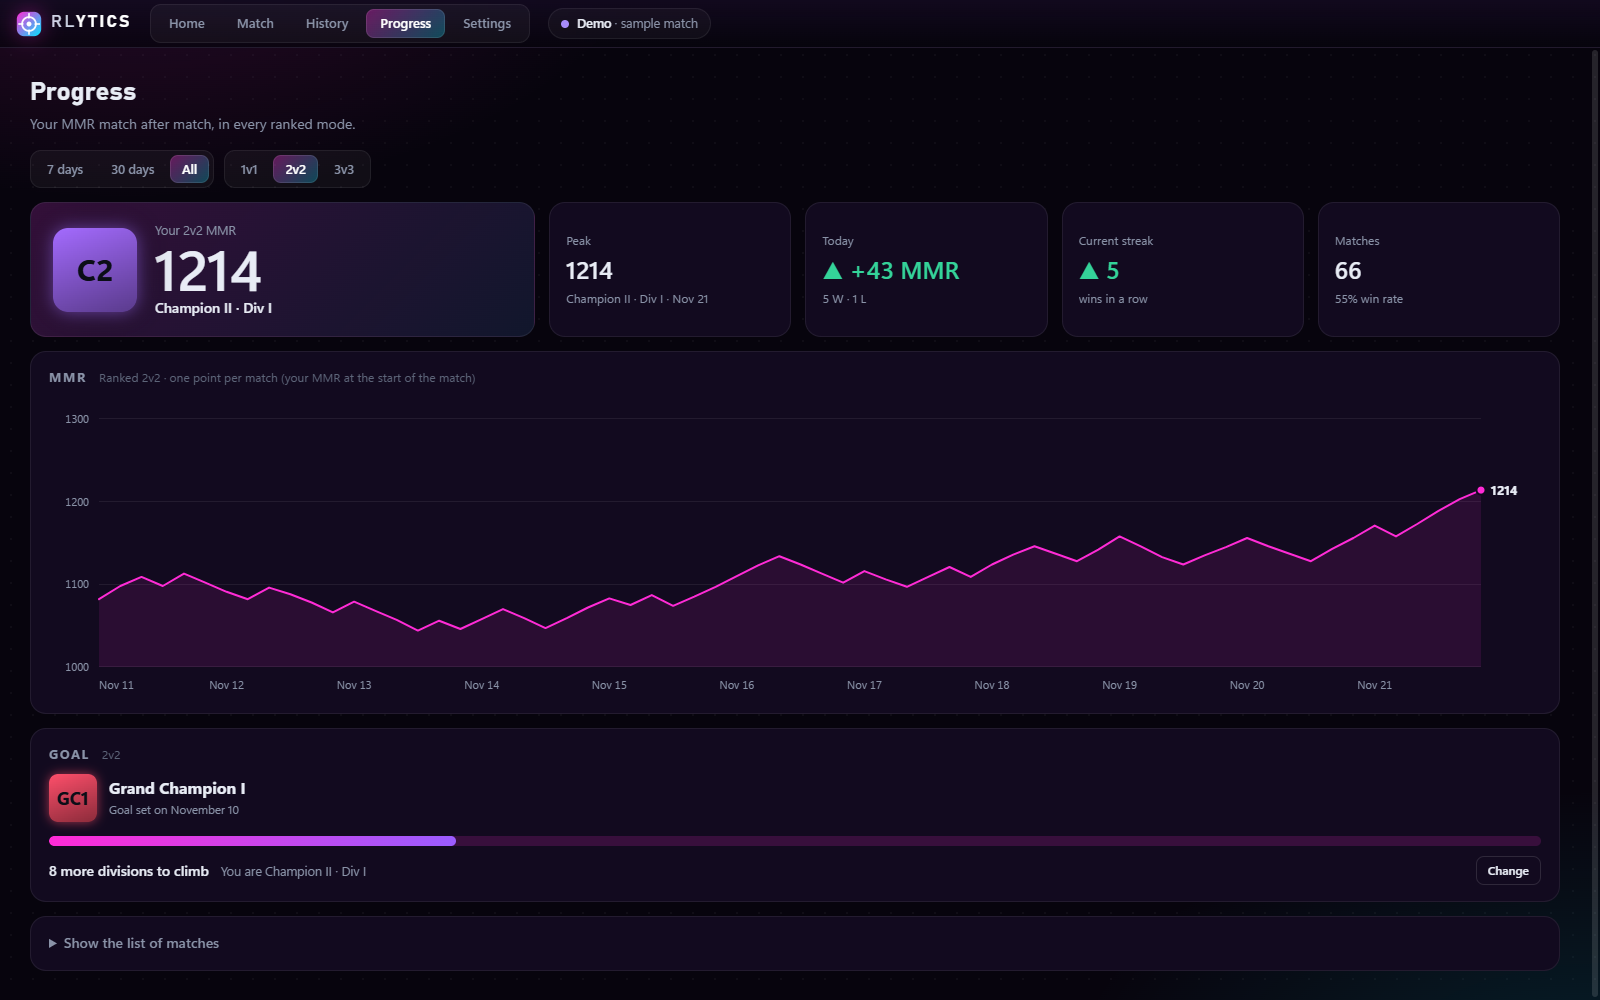 RLYTICS
Home
Match
History
Progress
Settings
Demo · sample match
Progress
Your MMR match after match, in every ranked mode.
7 days
30 days
All
1v1
2v2
3v3
C2
Your 2v2 MMR
1214
Champion II · Div I
Peak
1214
Champion II · Div I · Nov 21
Today
▲ +43 MMR
5 W · 1 L
Current streak
▲ 5
wins in a row
Matches
66
55% win rate
MMR Ranked 2v2 · one point per match (your MMR at the start of the match)
1300
1200
1100
1000
1214
Nov 11
Nov 12
Nov 13
Nov 14
Nov 15
Nov 16
Nov 17
Nov 18
Nov 19
Nov 20
Nov 21
GOAL 2v2
GC1
Grand Champion I
Goal set on November 10
8 more divisions to climb You are Champion II · Div I
Change
▶ Show the list of matches